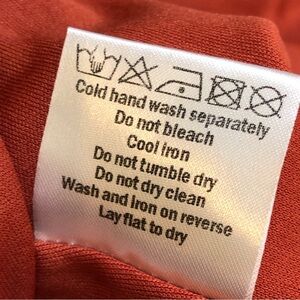 Cold hand wash separately
Do not bleach
Cool iron
Do not tumble dry
Do not dry clean
Wash and iron on reverse
Lay flat to dry